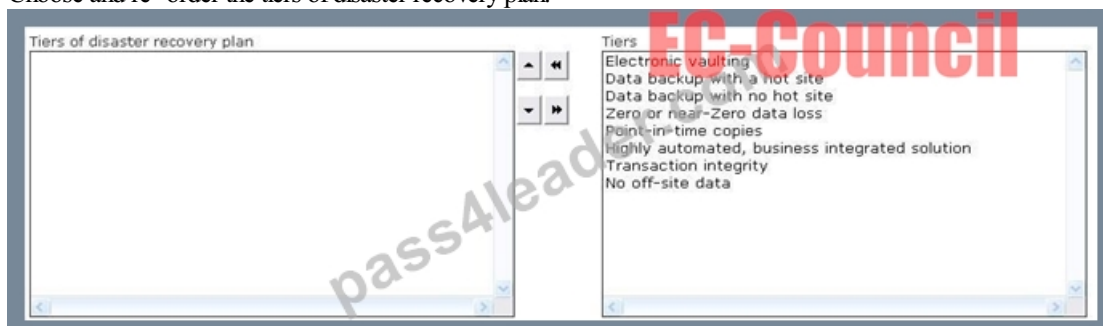 Choose and re-order the tiers of disaster recovery plan.
Tiers of disaster recovery plan
Tiers
EC-Council
Electronic vaulting
Data backup with a hot site
Data backup with no hot site
Zero or near-Zero data loss
Point-in-time copies
Highly automated, business integrated solution
Transaction integrity
No off-site data
pass4leader.com